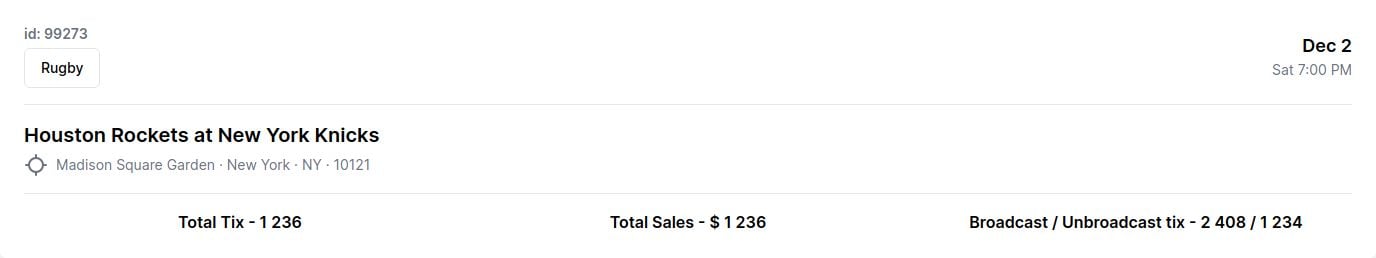 id: 99273
Rugby
Dec 2
Sat 7:00 PM
Houston Rockets at New York Knicks
Madison Square Garden · New York · NY · 10121
Total Tix - 1 236
Total Sales - $ 1 236
Broadcast / Unbroadcast tix - 2 408 / 1 234